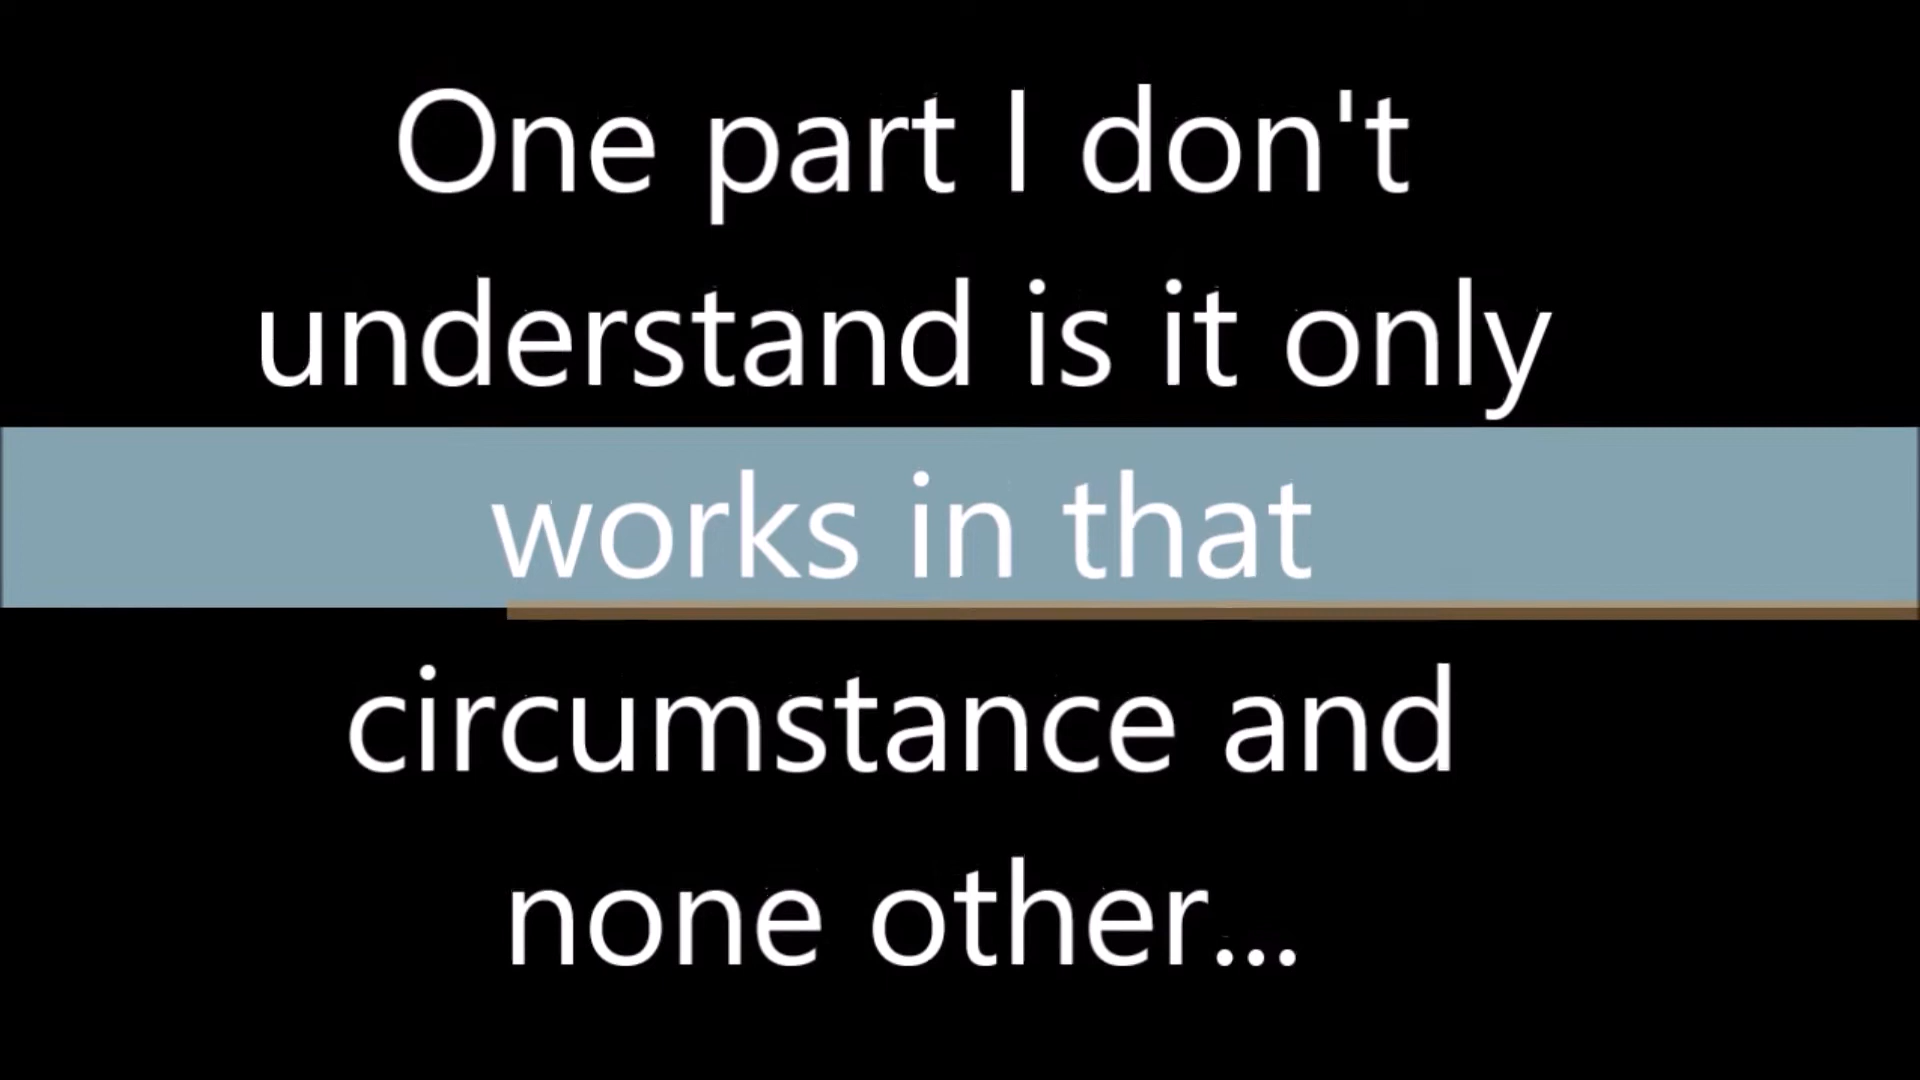 One part I don't
understand is it only
works in that
circumstance and
none other...